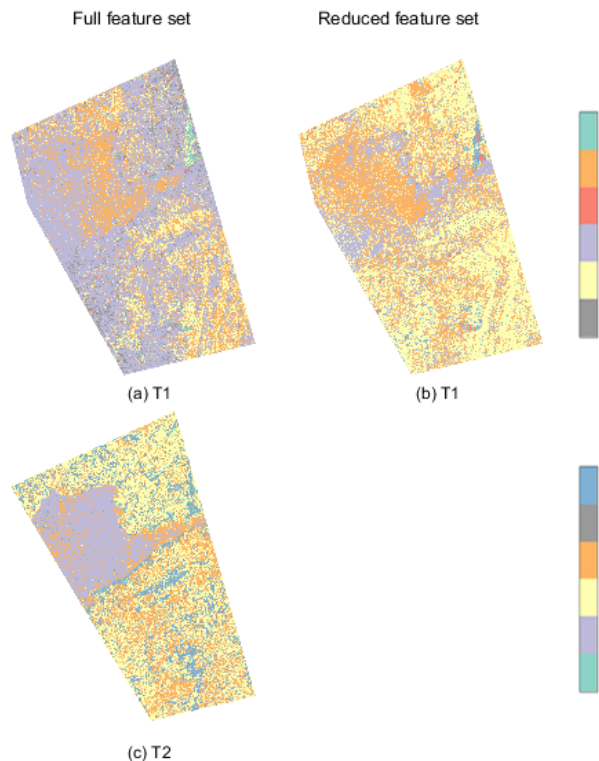 Full feature set
Reduced feature set
(a) T1
(b) T1
(c) T2